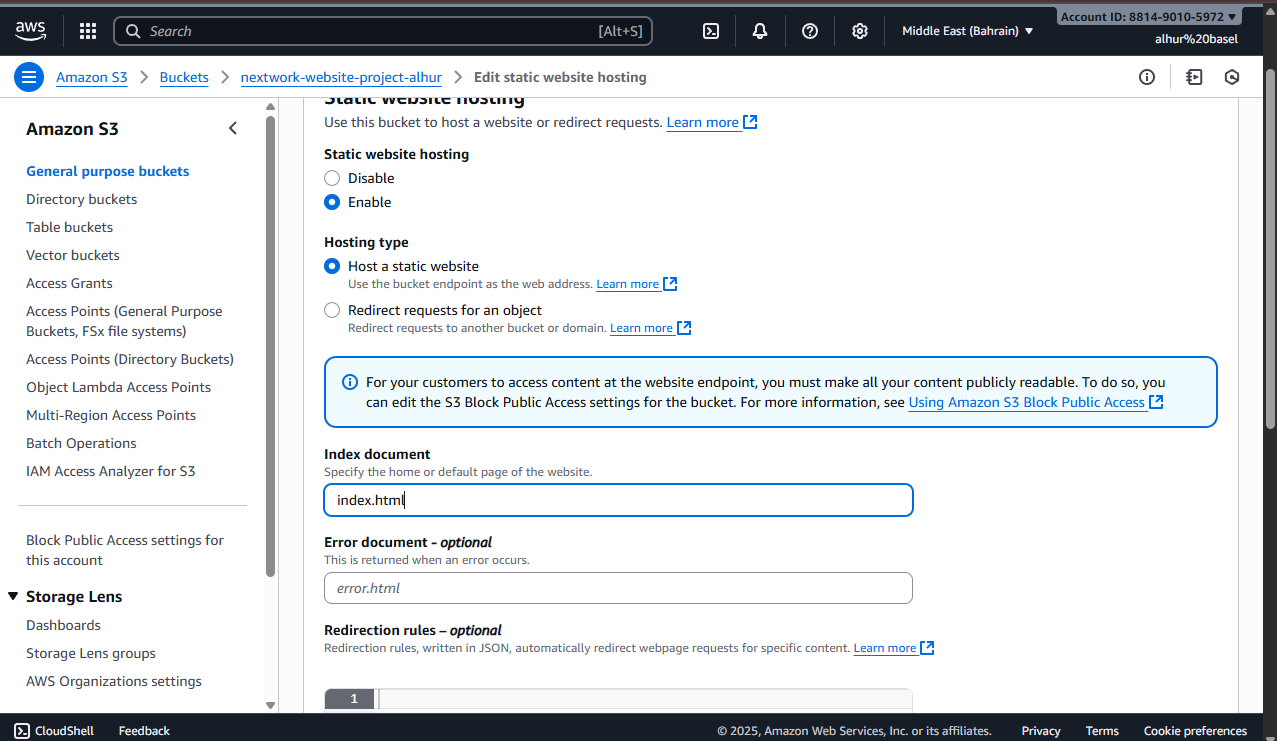 aws
Search
[Alt+S]
Middle East (Bahrain)
Account ID: 8814-9010-5972
alhur%20basel
Amazon S3
Buckets
nextwork-website-project-alhur
Edit static website hosting
Amazon S3
General purpose buckets
Directory buckets
Table buckets
Vector buckets
Access Grants
Access Points (General Purpose
Buckets, FSx file systems)
Access Points (Directory Buckets)
Object Lambda Access Points
Multi-Region Access Points
Batch Operations
IAM Access Analyzer for S3
Block Public Access settings for
this account
Storage Lens
Dashboards
Storage Lens groups
AWS Organizations settings
Static website hosting
Use this bucket to host a website or redirect requests. Learn more
Static website hosting
Disable
Enable
Hosting type
Host a static website
Use the bucket endpoint as the web address. Learn more
Redirect requests for an object
Redirect requests to another bucket or domain. Learn more
For your customers to access content at the website endpoint, you must make all your content publicly readable. To do so, you
can edit the S3 Block Public Access settings for the bucket. For more information, see Using Amazon S3 Block Public Access
Index document
Specify the home or default page of the website.
index.html
Error document - optional
This is returned when an error occurs.
error.html
Redirection rules – optional
Redirection rules, written in JSON, automatically redirect webpage requests for specific content. Learn more
1
CloudShell
Feedback
© 2025, Amazon Web Services, Inc. or its affiliates.
Privacy
Terms
Cookie preferences